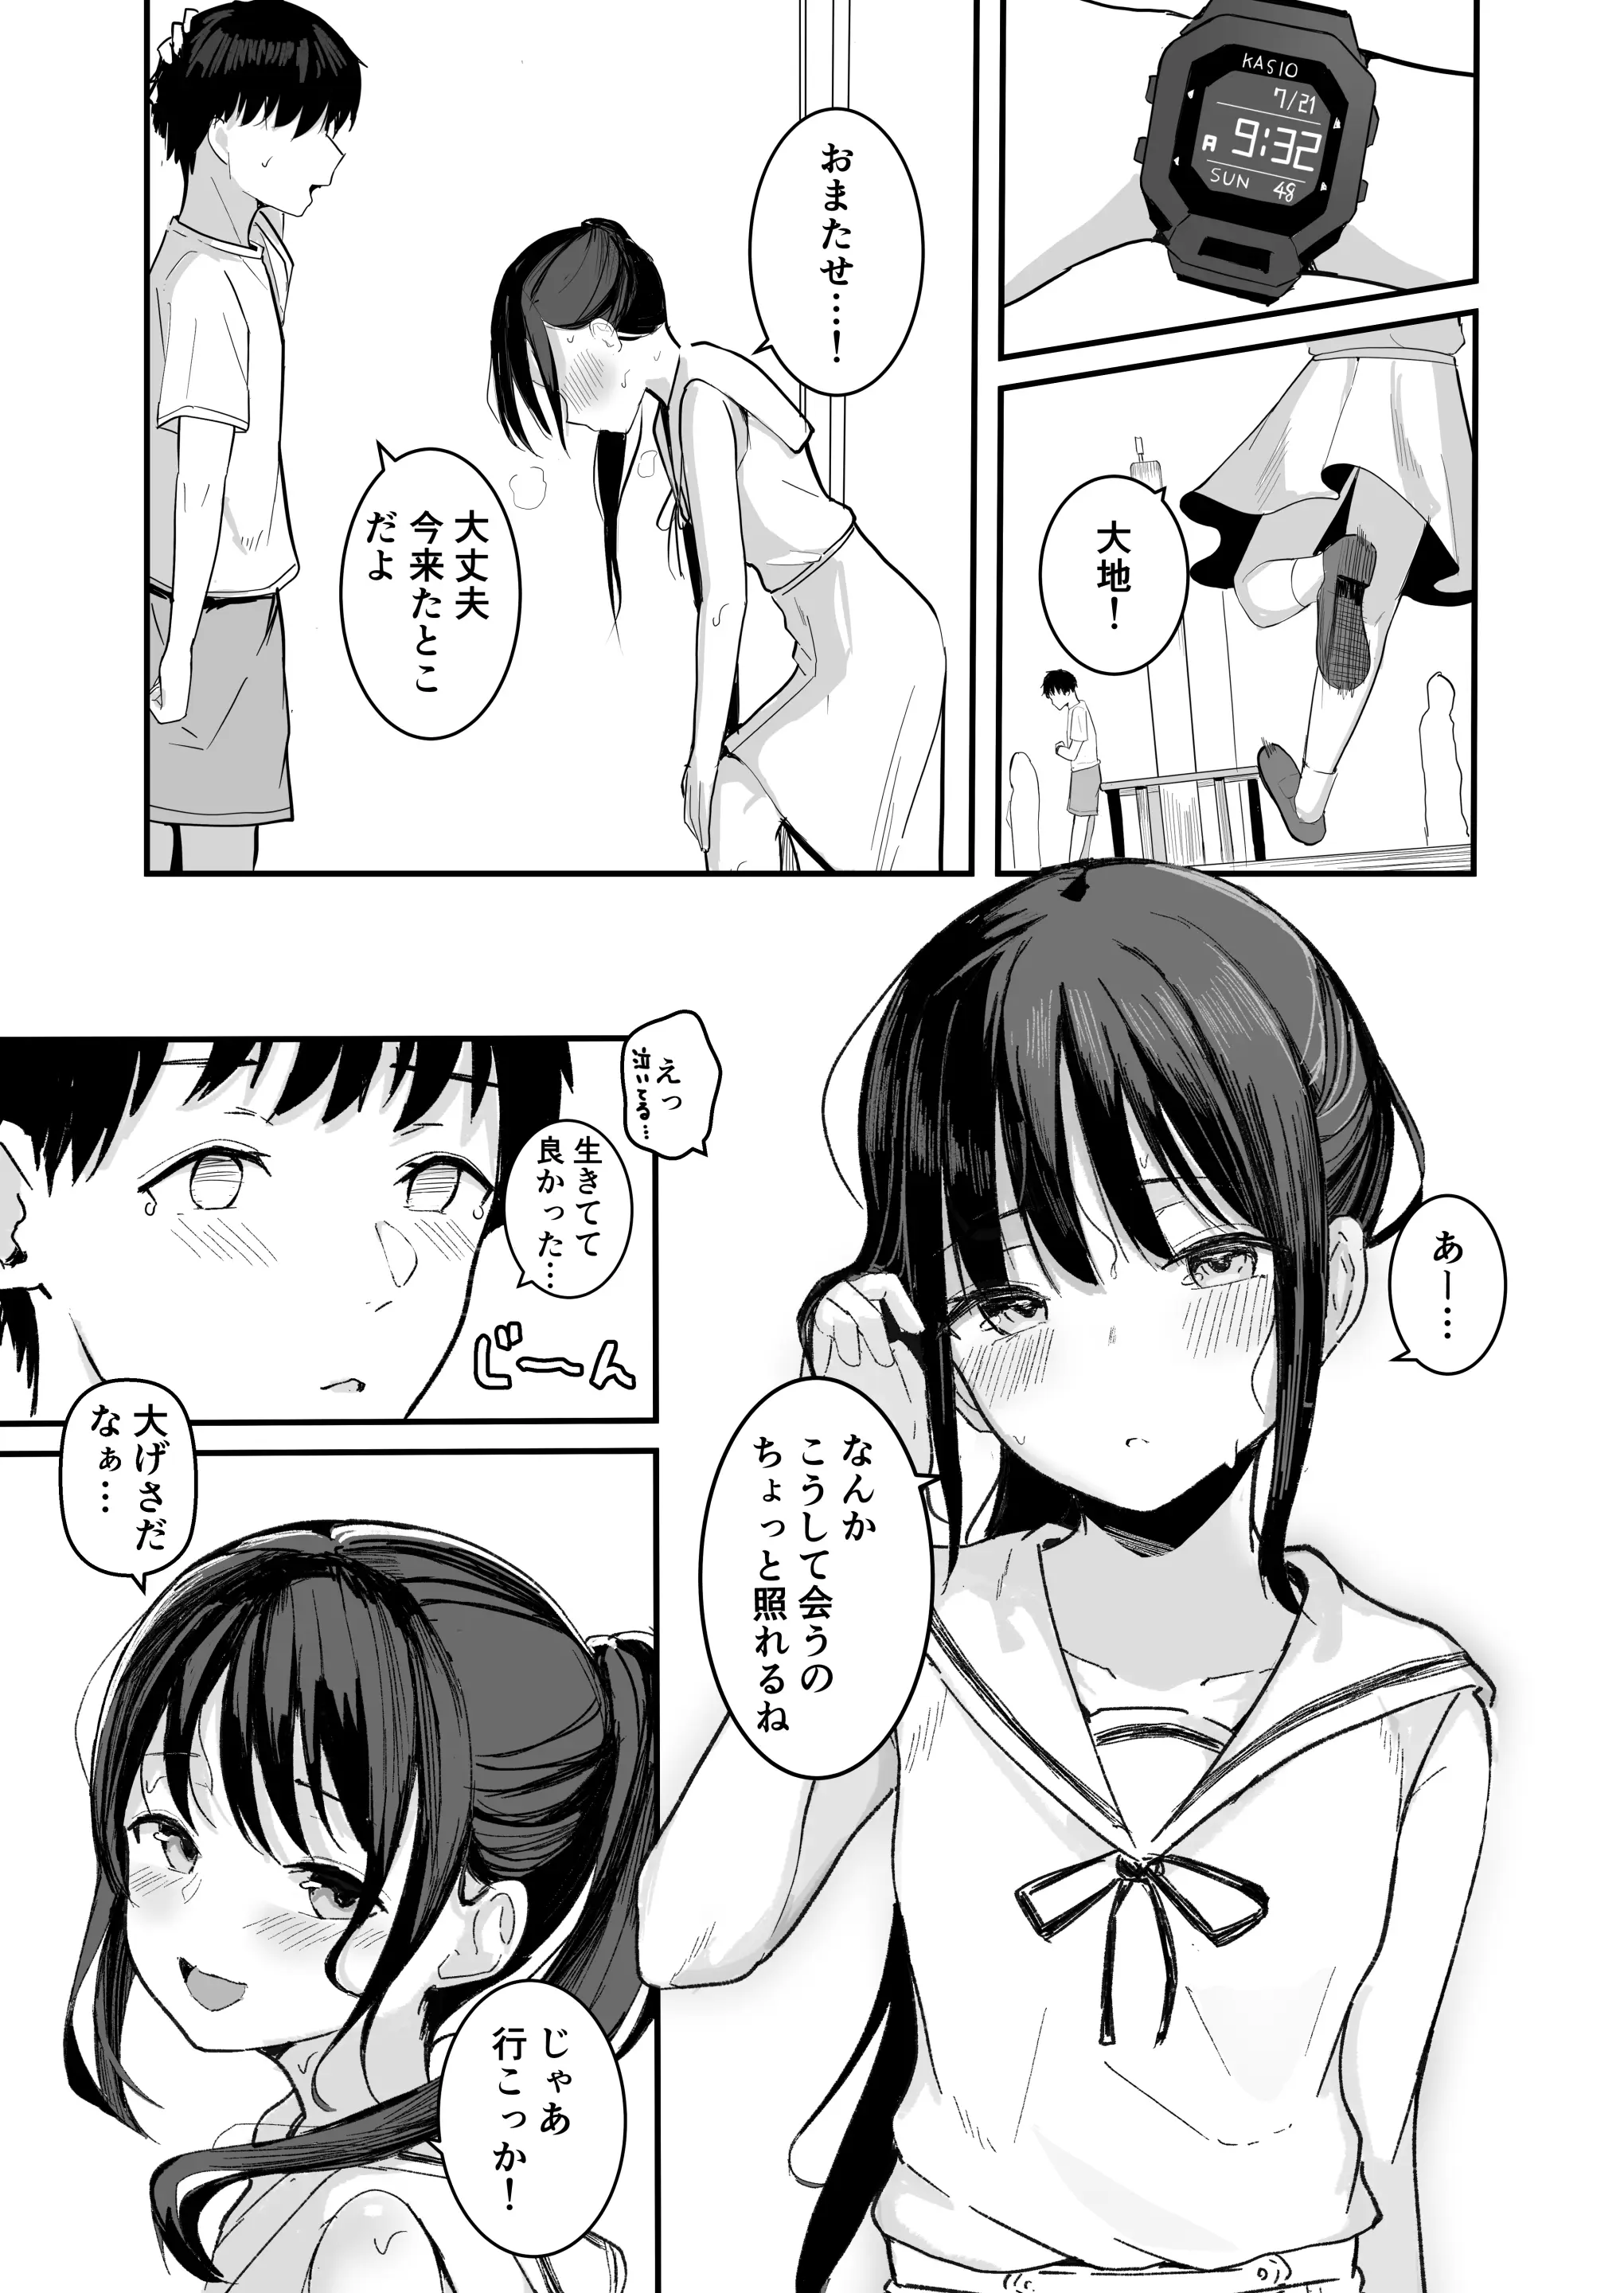 KASIO
7/21
A 9:32
SUN 48
大地！
おまたせ…！
大丈夫
今来たとこ
だよ
あー…
なんか
こうして会うの
ちょっと照れるね
えっ
泣いてる…
生きてて
良かった…
じーん
大げさだ
なぁ…
じゃあ
行こっか！